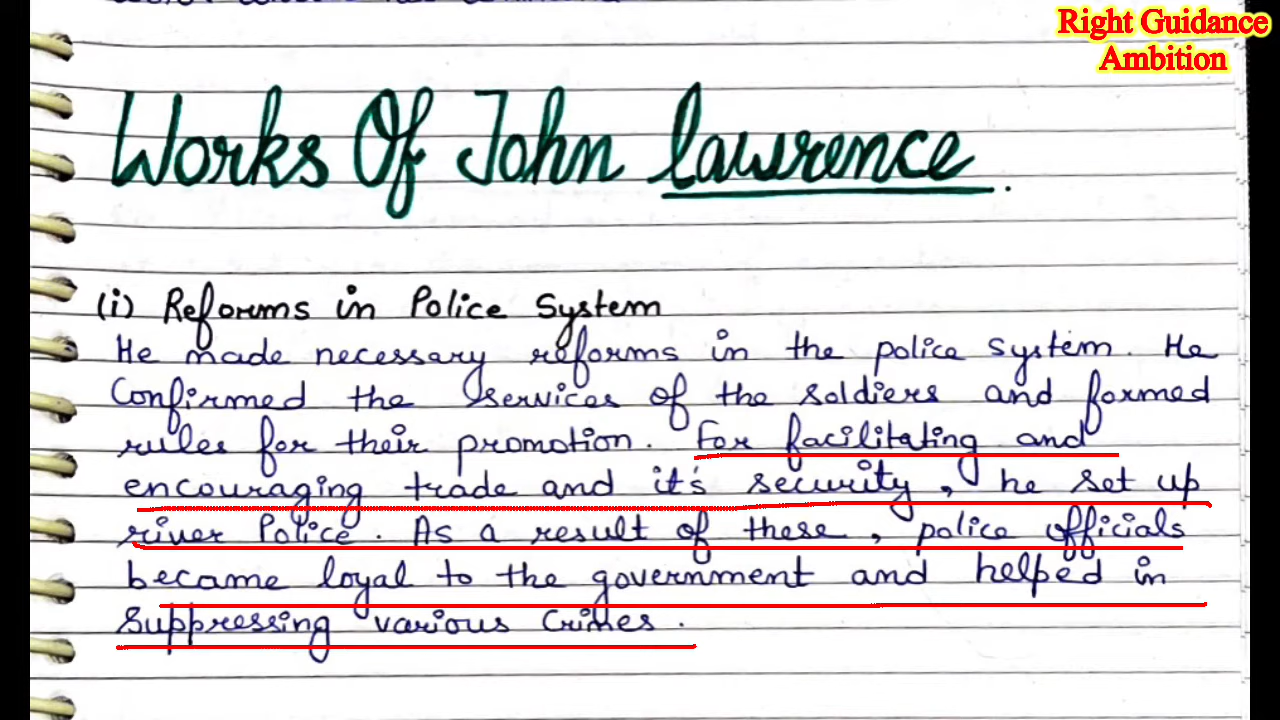 Right Guidance
Ambition
Works Of John Lawrence.
(i) Reforms in Police System
He made necessary reforms in the police system. He
Confirmed the services of the soldiers and formed
rules for their promotion. For facilitating and
encouraging trade and it's security, he set up
river Police. As a result of these, police officials
became loyal to the government and helped in
Suppressing various Crimes.